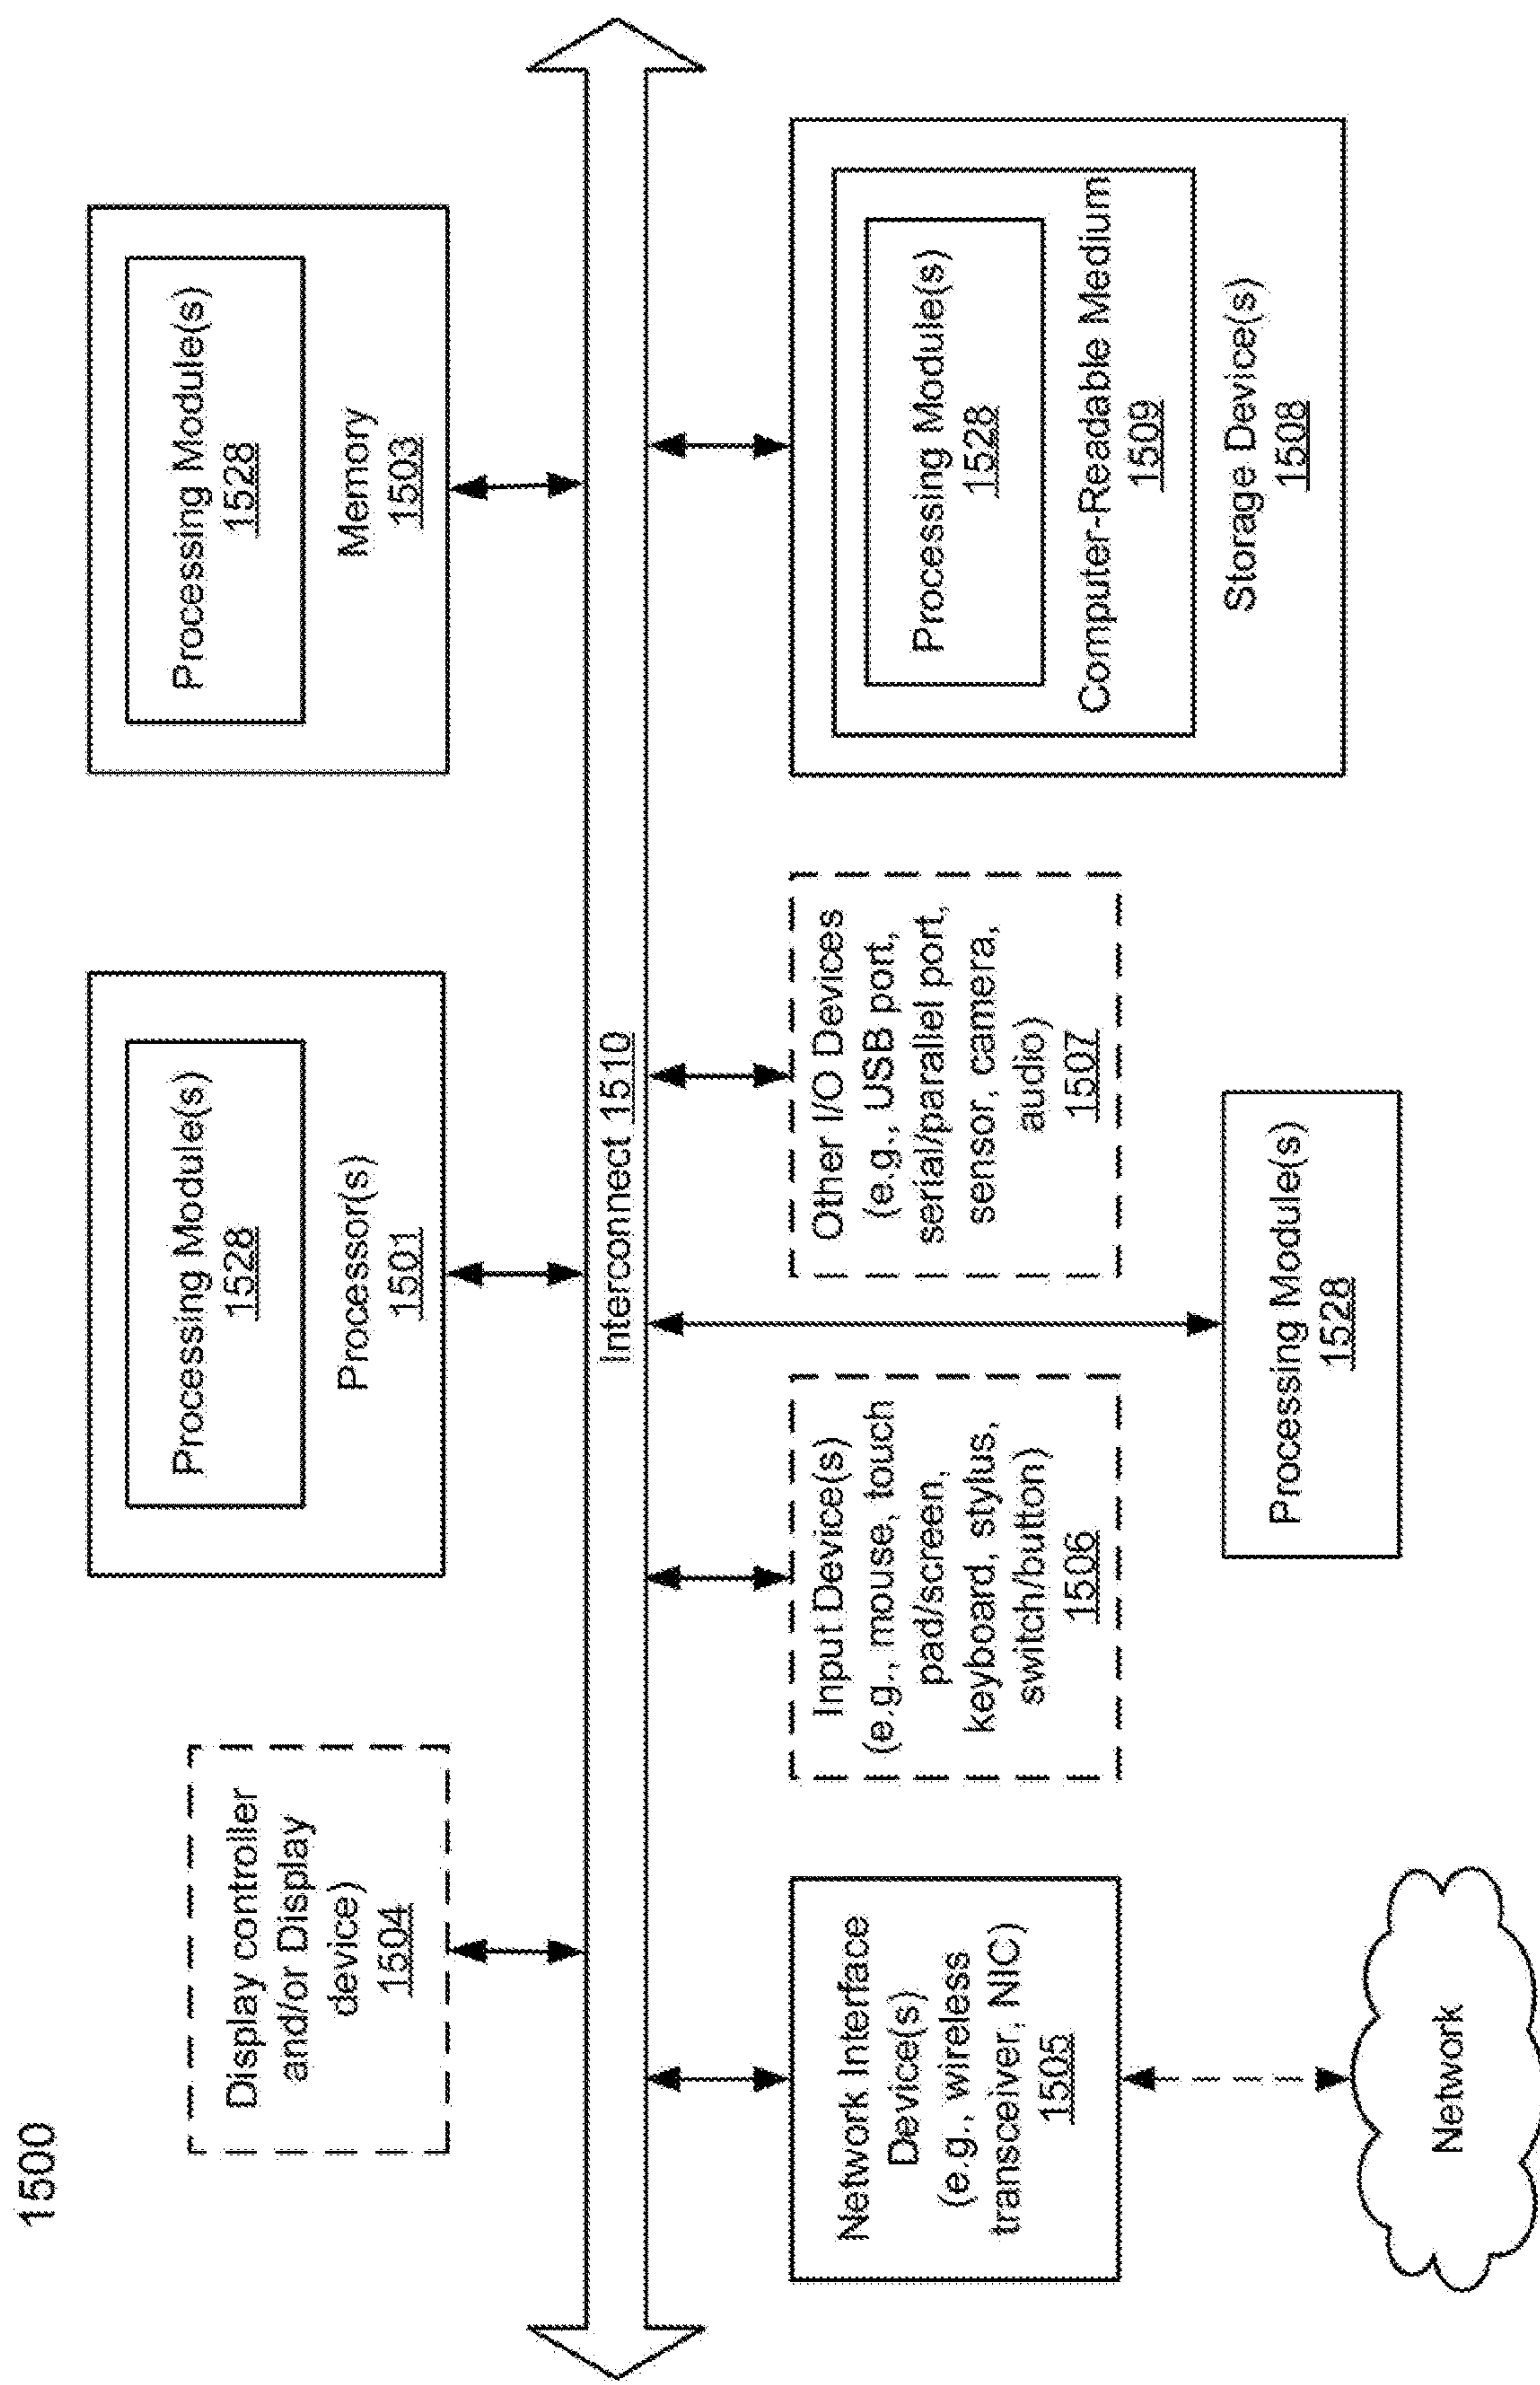 1500
Display controller
and/or Display
device)
1504
Processing Module(s)
1528
Processor(s)
1501
Processing Module(s)
1528
Memory
1503
Interconnect 1510
Network Interface
Device(s)
(e.g., wireless
transceiver, NIC)
1505
Input Device(s)
(e.g., mouse, touch
pad/screen,
keyboard, stylus,
switch/button)
1506
Other I/O Devices
(e.g., USB port,
serial/parallel port,
sensor, camera,
audio)
1507
Processing Module(s)
1528
Computer-Readable Medium
1509
Storage Device(s)
1508
Processing Module(s)
1528
Network